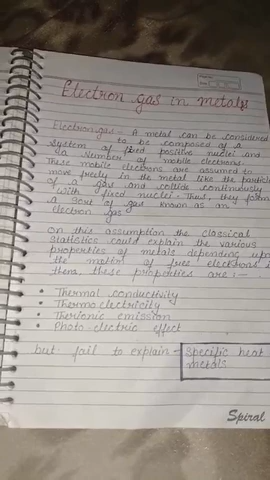 Electron gas in metals
Electron gas - A metal can be considered
to be composed of a
system of fixed positive nuclei and
a number of mobile electrons.
These mobile electrons are assumed to
move freely in the metal like the particle
of a gas and collide continuously
with fixed nuclei. Thus, they form
a sort of gas known as an
electron gas
On this assumption the classical
statistics could explain the various
properties of metals depending upon
the motion of free electrons in
them, these properties are :-
• Thermal conductivity
• Thermo electricity
• Therionic emission
• Photo electric effect
but fail to explain - Specific heat
metals
Spiral